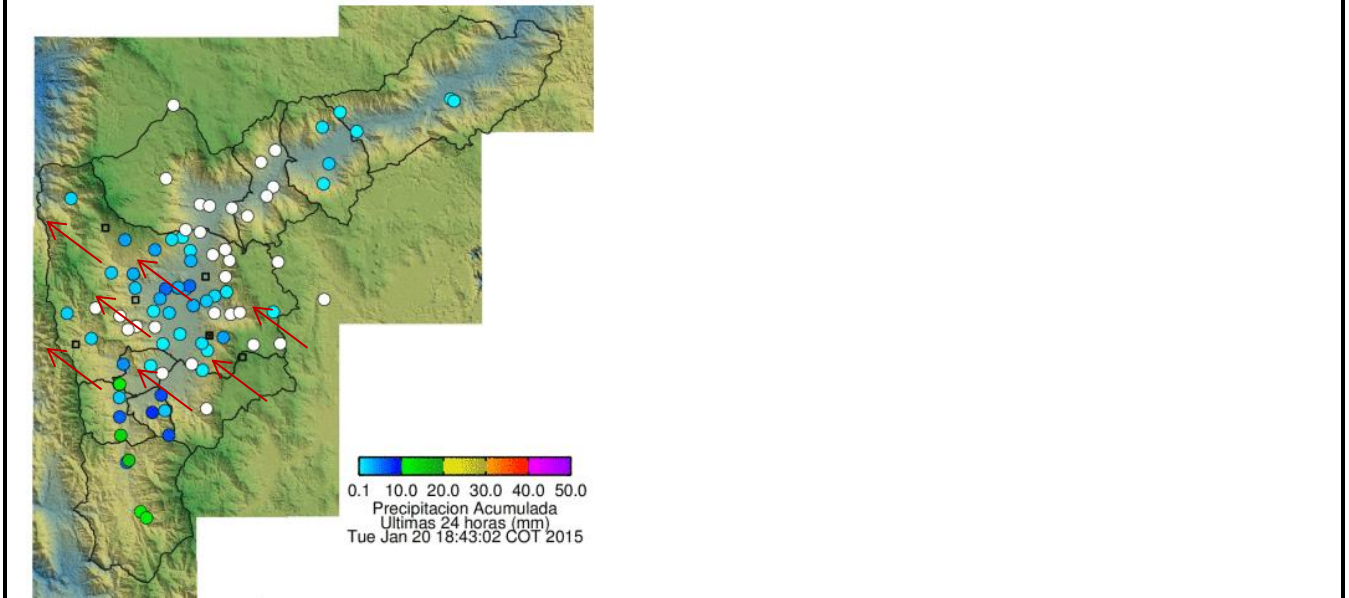 0.1 10.0 20.0 30.0 40.0 50.0
Precipitacion Acumulada
Ultimas 24 horas (mm)
Tue Jan 20 18:43:02 COT 2015